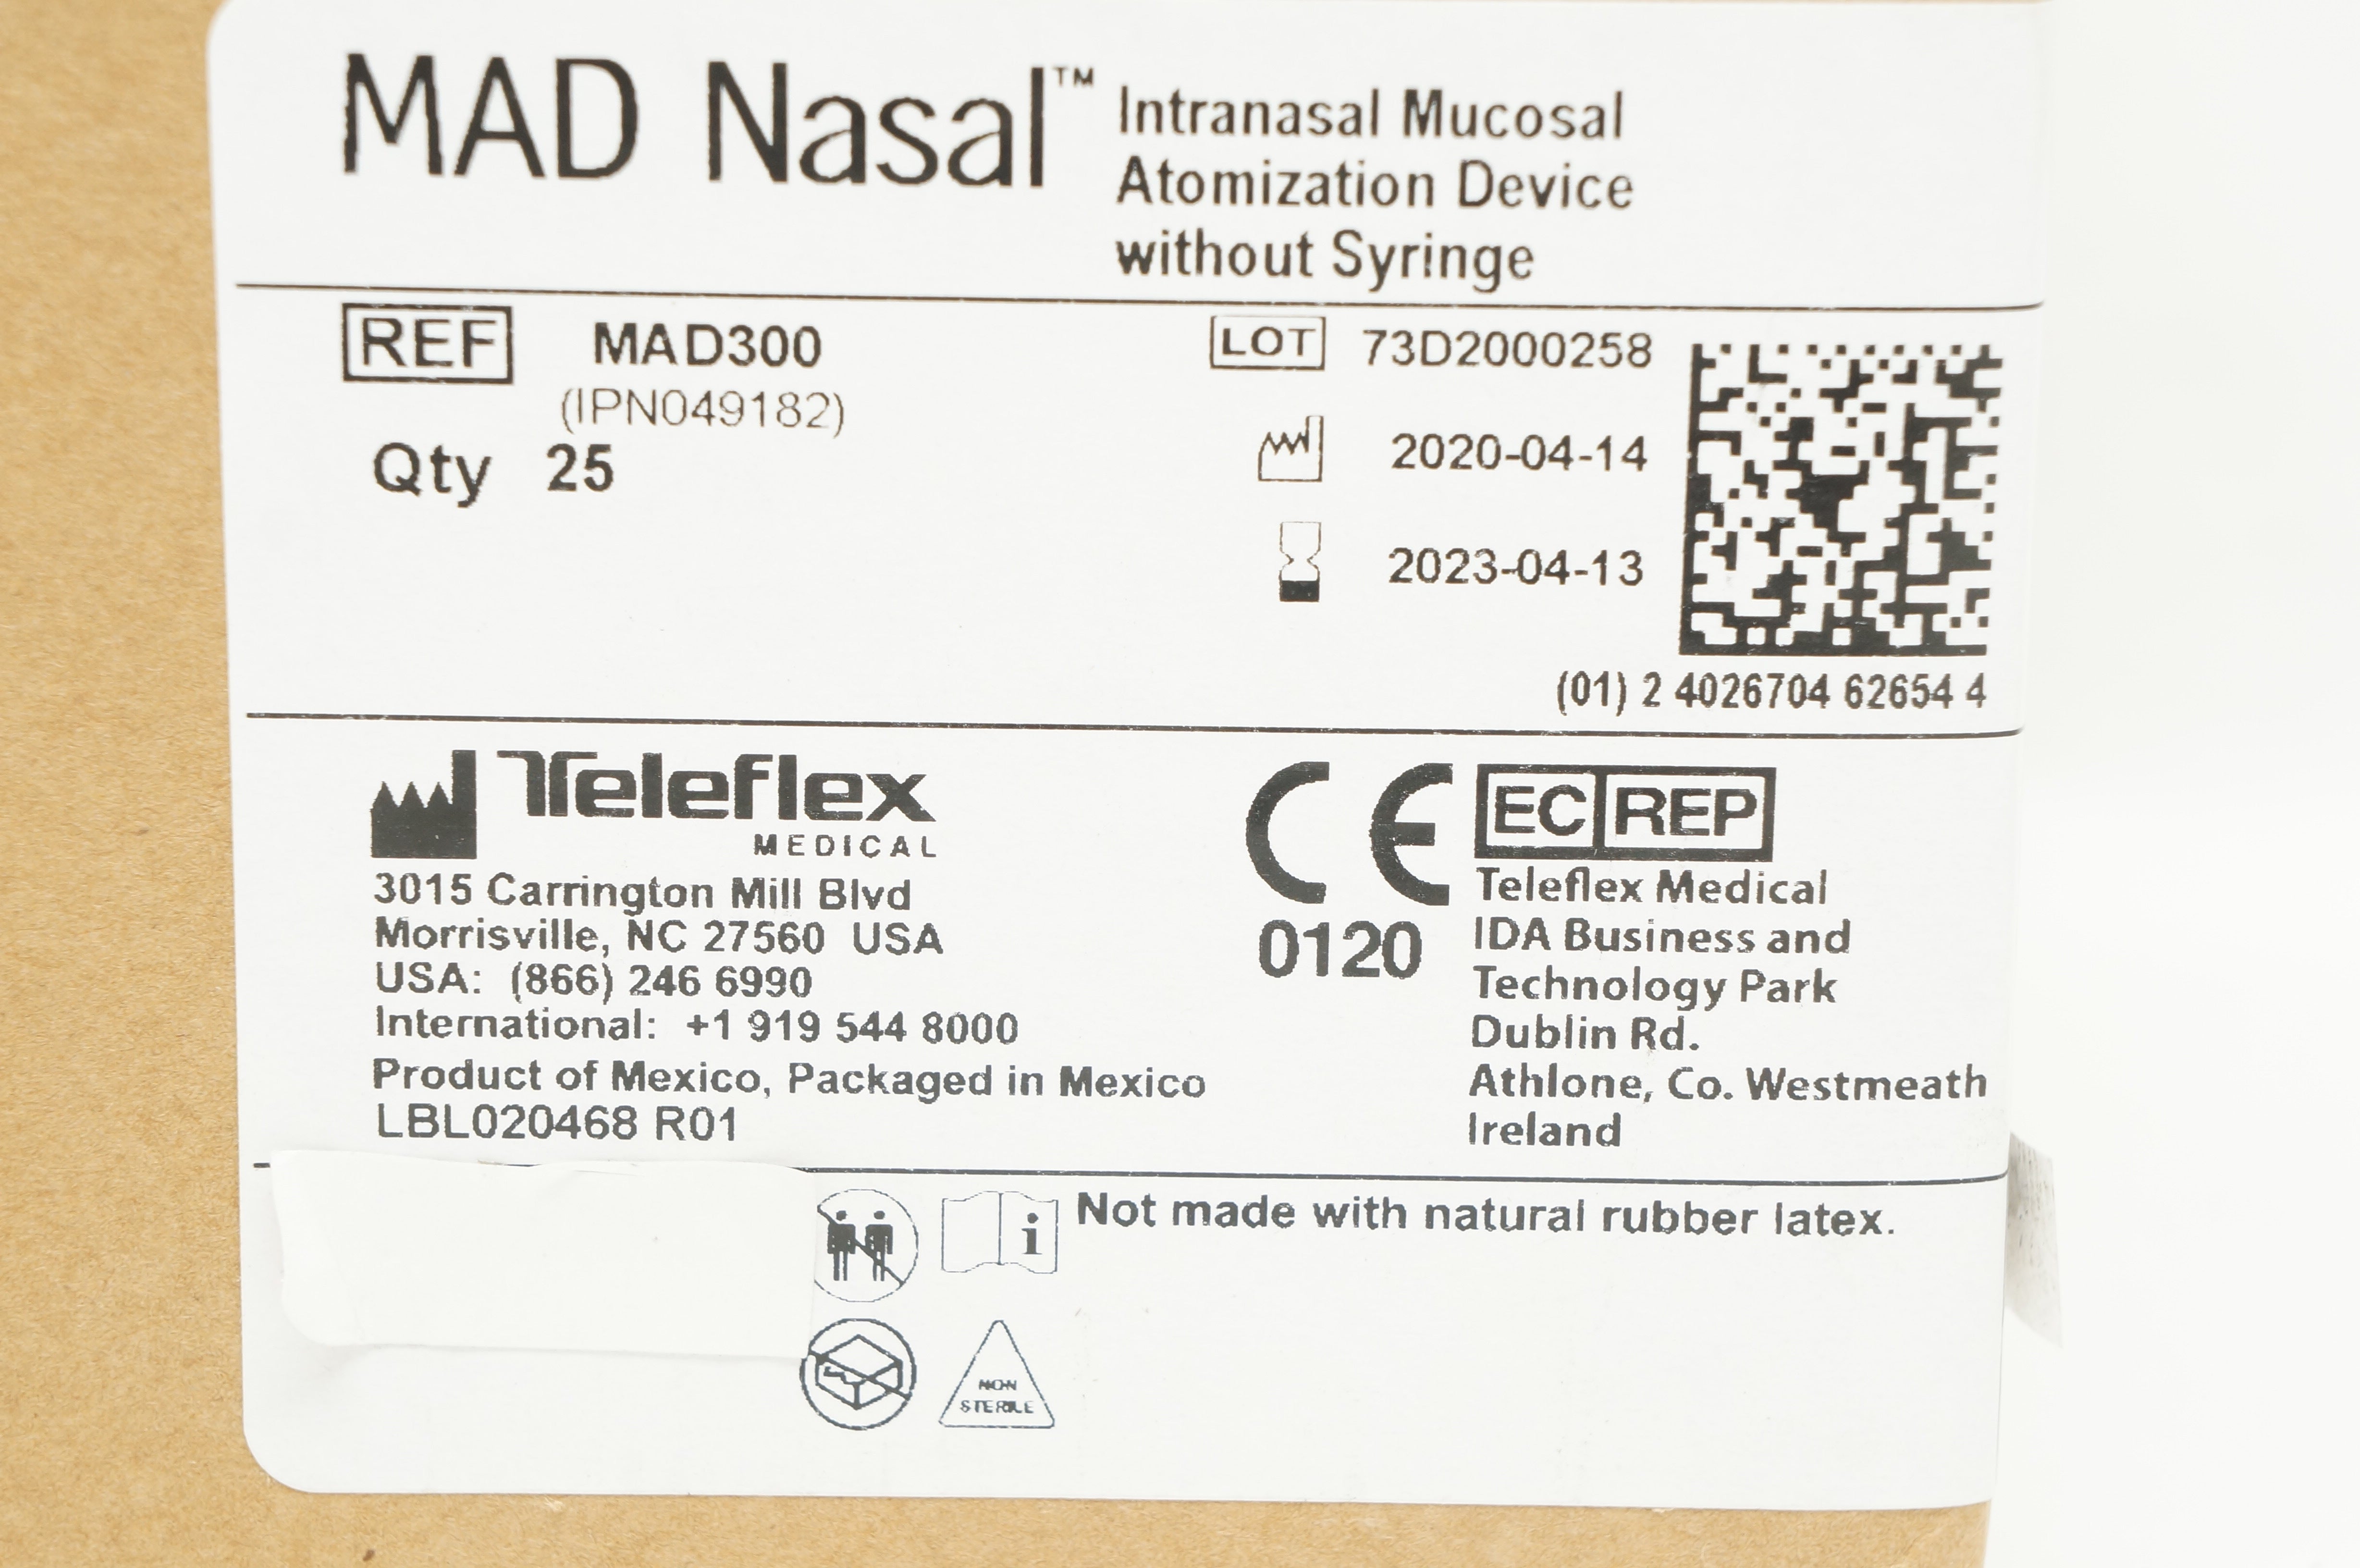 MAD Nasal™
Intranasal Mucosal
Atomization Device
without Syringe
REF MAD300
(IPN049182)
Qty 25
LOT 73D2000258
2020-04-14
2023-04-13
(01) 2 4026704 62654 4
Teleflex
MEDICAL
3015 Carrington Mill Blvd
Morrisville, NC 27560 USA
USA: (866) 246 6990
International: +1 919 544 8000
Product of Mexico, Packaged in Mexico
LBL020468 R01
CE
0120
EC REP
Teleflex Medical
IDA Business and
Technology Park
Dublin Rd.
Athlone, Co. Westmeath
Ireland
i
Not made with natural rubber latex.
NON
STERILE